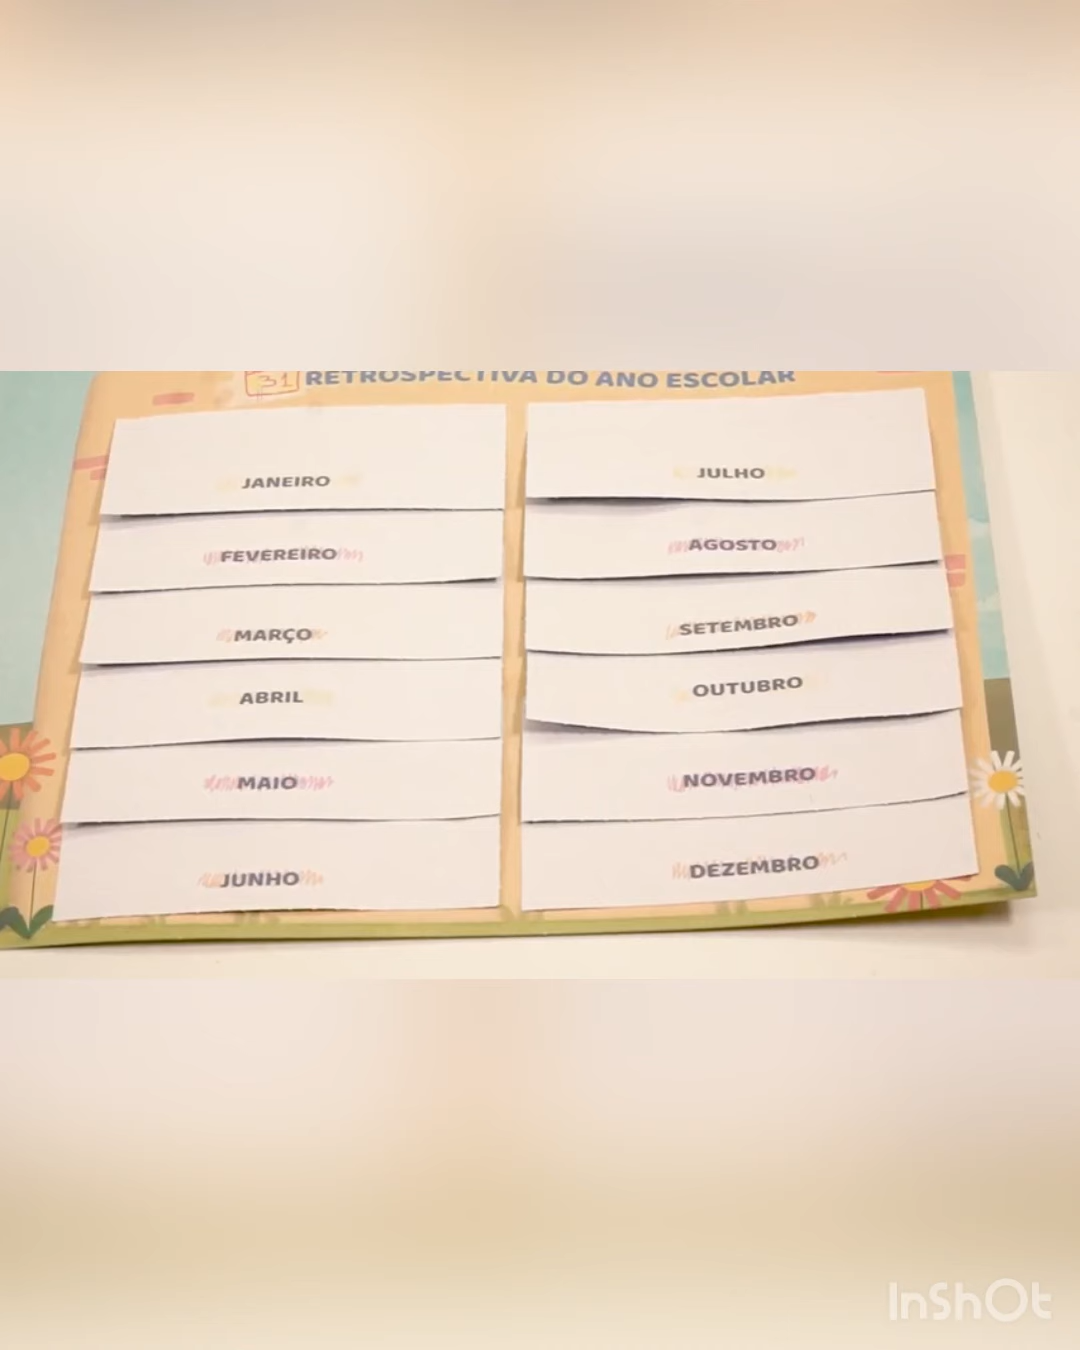 31 RETROSPECTIVA DO ANO ESCOLAR
JANEIRO
FEVEREIRO
MARÇO
ABRIL
MAIO
JUNHO
JULHO
AGOSTO
SETEMBRO
OUTUBRO
NOVEMBRO
DEZEMBRO
InShOt